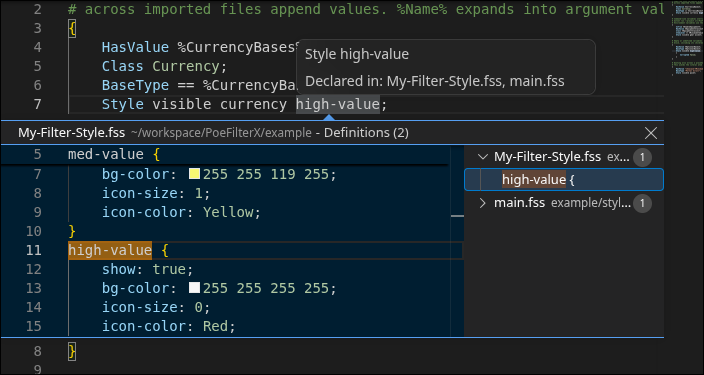 2 # across imported files append values. %Name% expands into argument val
3 {
4 HasValue %CurrencyBases%
Style high-value
5 Class Currency;
6 BaseType == %CurrencyBa
Declared in: My-Filter-Style.fss, main.fss
7 Style visible currency high-value;
My-Filter-Style.fss ~/workspace/PoeFilterX/example - Definitions (2)
5 med-value {
7 bg-color: 255 255 119 255;
8 icon-size: 1;
9 icon-color: Yellow;
10 }
11 high-value {
12 show: true;
13 bg-color: 255 255 255 255;
14 icon-size: 0;
15 icon-color: Red;
My-Filter-Style.fss ex... 1
high-value {
main.fss example/styl... 1
8 }
9